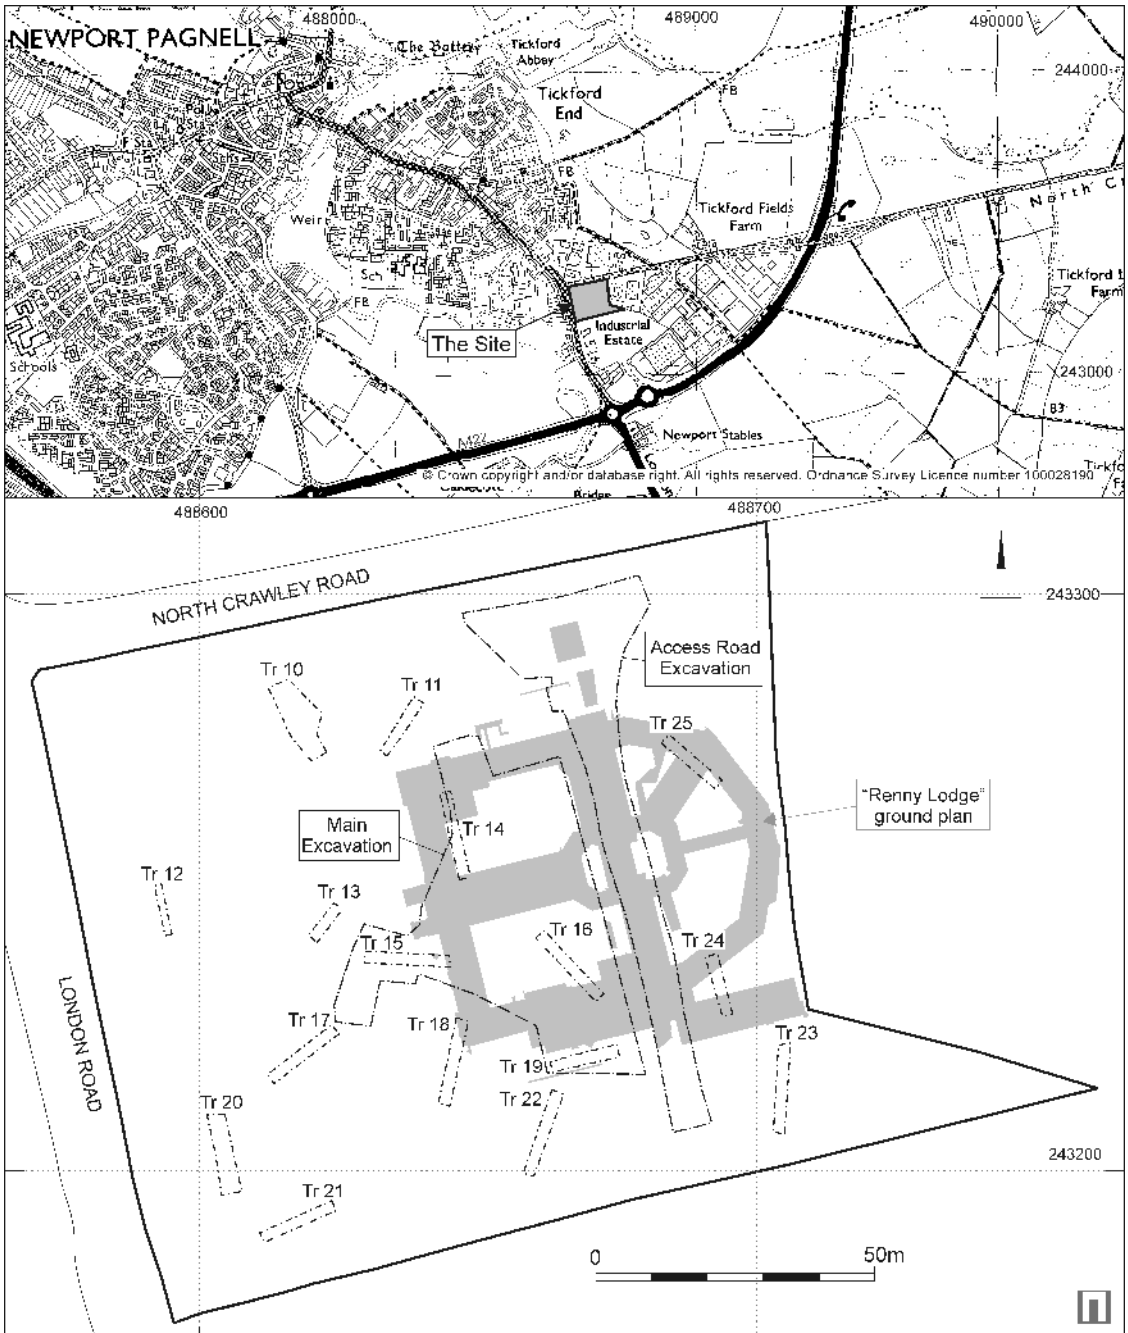 488000
489000
490000
NEWPORT PAGNELL
The Battery
Tickford
Abbey
244000
Tickford
End
FB
Schs
FB
Weir
Tickford Fields
Farm
North
Sch
FB
Tickford
Farm
The Site
Industrial
Estate
Schools
243000
Newport Stables
© Crown copyright and/or database right. All rights reserved. Ordnance Survey Licence number 100028190
Bridge
488600
488700
NORTH CRAWLEY ROAD
243300
Access Road
Excavation
Tr 10
Tr 11
Tr 25
"Renny Lodge"
ground plan
Main
Excavation
Tr 14
Tr 12
Tr 13
Tr 15
Tr 16
Tr 24
LONDON ROAD
Tr 17
Tr 18
Tr 23
Tr 19
Tr 20
Tr 22
243200
Tr 21
0
50m